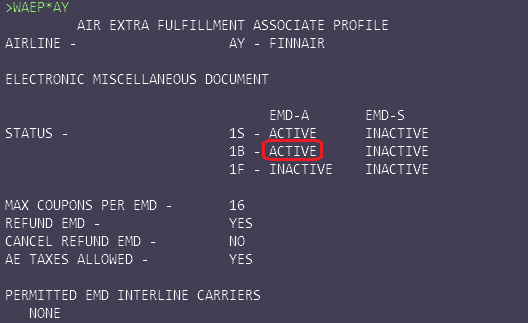 >WAEP*AY
AIR EXTRA FULFILLMENT ASSOCIATE PROFILE
AIRLINE - AY - FINNAIR
ELECTRONIC MISCELLANEOUS DOCUMENT
EMD-A EMD-S
STATUS - 1S - ACTIVE INACTIVE
1B - ACTIVE INACTIVE
1F - INACTIVE INACTIVE
MAX COUPONS PER EMD - 16
REFUND EMD - YES
CANCEL REFUND EMD - NO
AE TAXES ALLOWED - YES
PERMITTED EMD INTERLINE CARRIERS
NONE